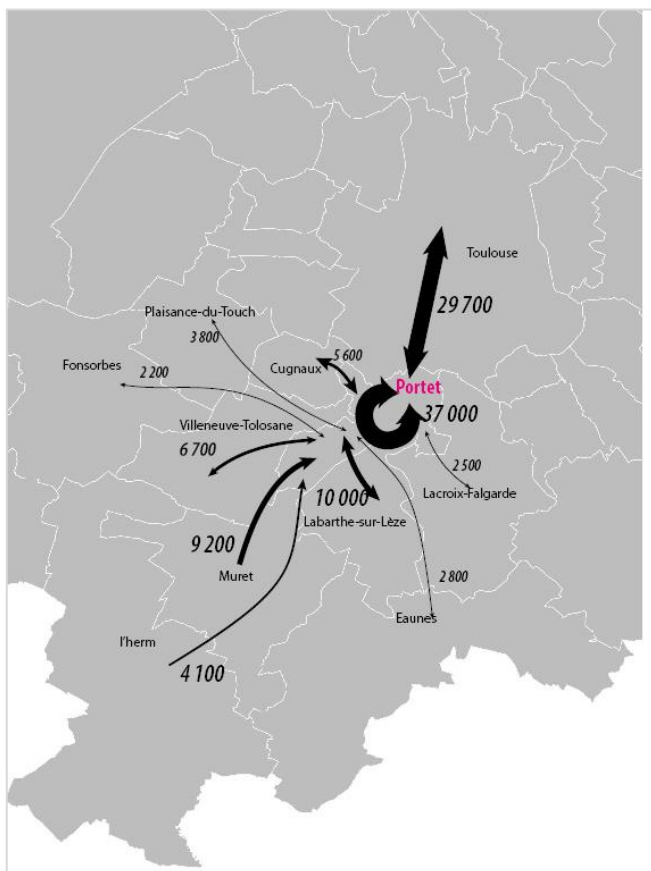 Toulouse
29 700
Plaisance-du-Touch
3 800
Fonsorbes
2 200
Cugnaux
5 600
Portet
37 000
Villeneuve-Tolosane
6 700
2 500
Lacroix-Falgarde
10 000
Labarthe-sur-Lèze
9 200
Muret
2 800
Eaunes
l'herm
4 100